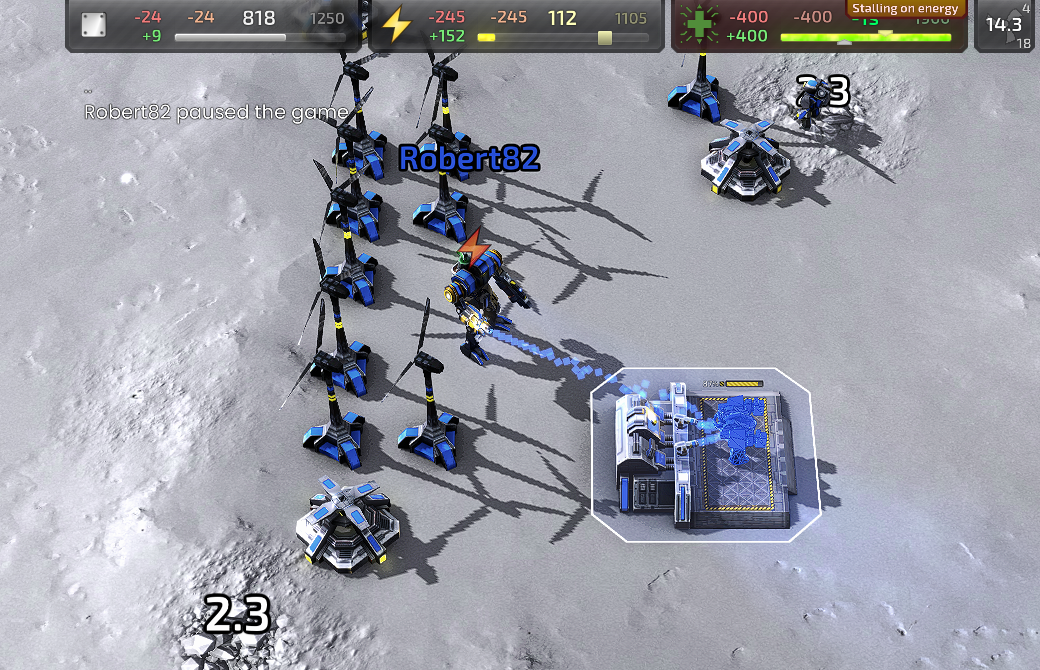 -24 -24 818 1250
+9
-245 -245 112 1105
+152
-400 -400
+400
Stalling on energy
4
14.3
18
∞
Robert82 paused the game
Robert82
2.3